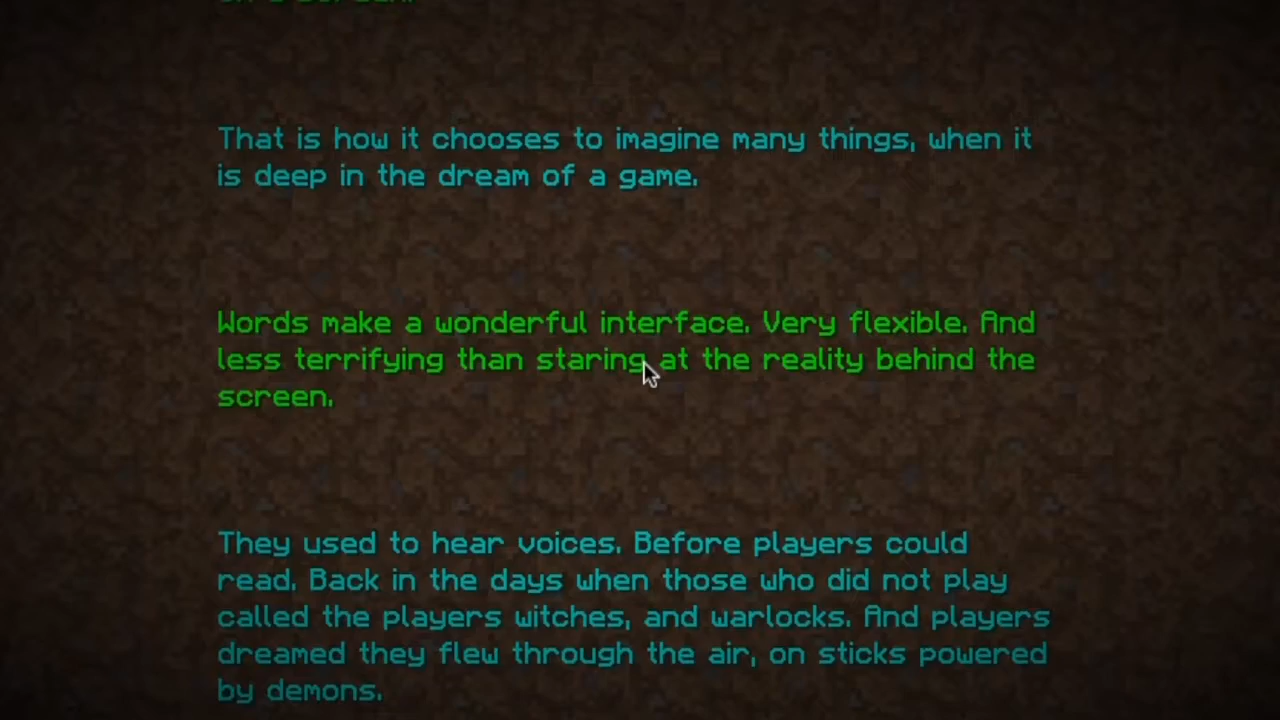 That is how it chooses to imagine many things, when it
is deep in the dream of a game.
Words make a wonderful interface. Very flexible. And
less terrifying than staring at the reality behind the
screen.
They used to hear voices. Before players could
read. Back in the days when those who did not play
called the players witches, and warlocks. And players
dreamed they flew through the air, on sticks powered
by demons.